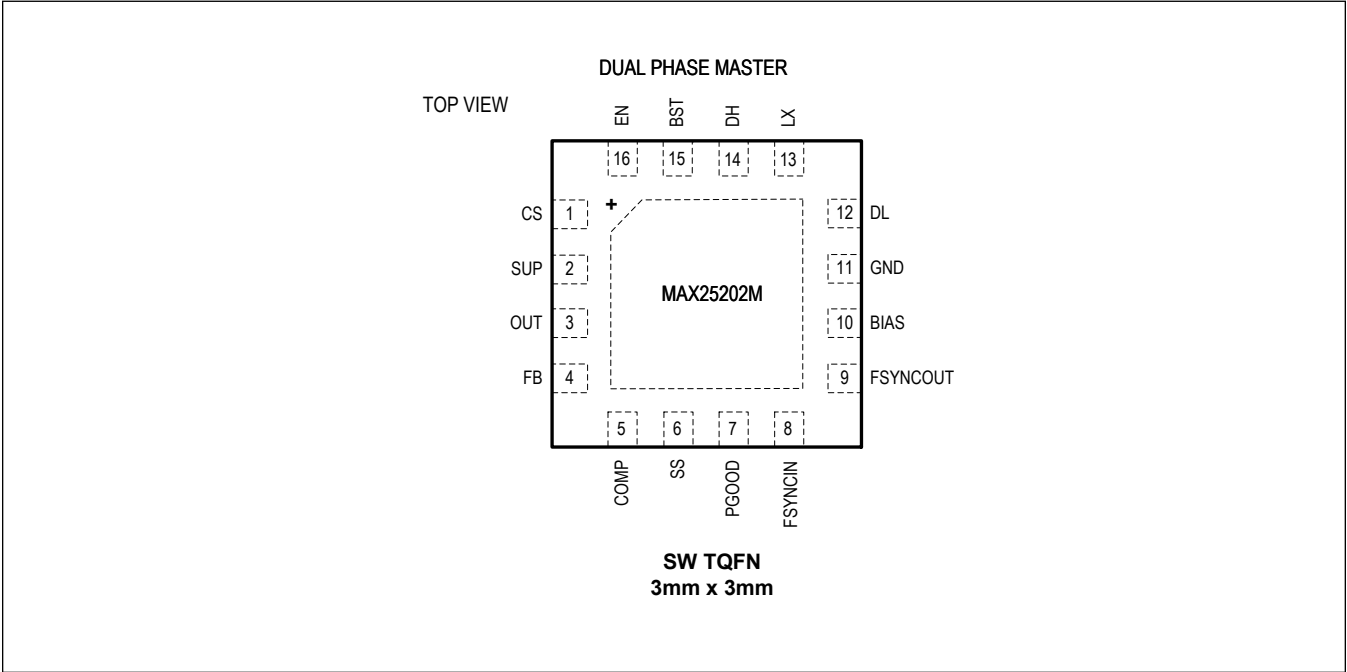 DUAL PHASE MASTER
TOP VIEW
EN
BST
DH
LX
16
15
14
13
CS 1
+
12 DL
SUP 2
11 GND
MAX25202M
OUT 3
10 BIAS
FB 4
9 FSYNCOUT
5
6
7
8
COMP
SS
PGOOD
FSYNCIN
SW TQFN
3mm x 3mm